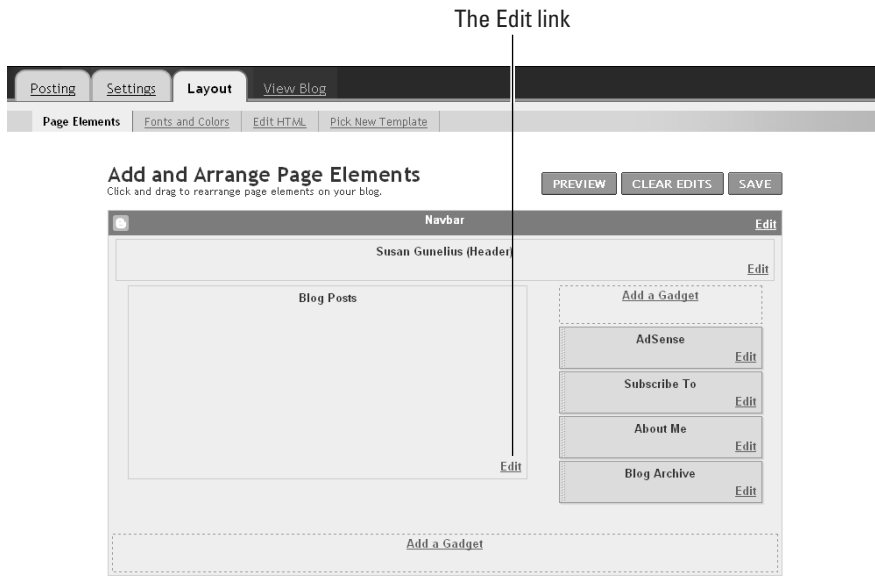 The Edit link
Posting Settings Layout View Blog
Page Elements Fonts and Colors Edit HTML Pick New Template
Add and Arrange Page Elements
Click and drag to rearrange page elements on your blog.
PREVIEW CLEAR EDITS SAVE
Navbar
Edit
Susan Gunelius (Header)
Edit
Blog Posts
Edit
Add a Gadget
AdSense
Edit
Subscribe To
Edit
About Me
Edit
Blog Archive
Edit
Add a Gadget